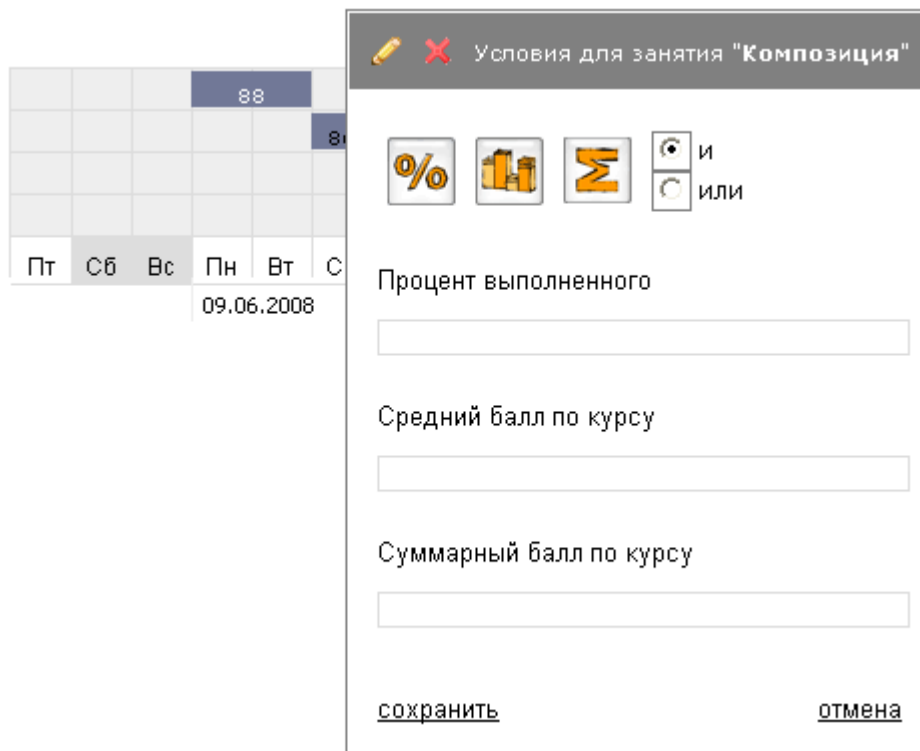 Условия для занятия "Композиция"
88
% Σ и
или
Пт Сб Вс Пн Вт
09.06.2008
Процент выполненного
Средний балл по курсу
Суммарный балл по курсу
сохранить отмена